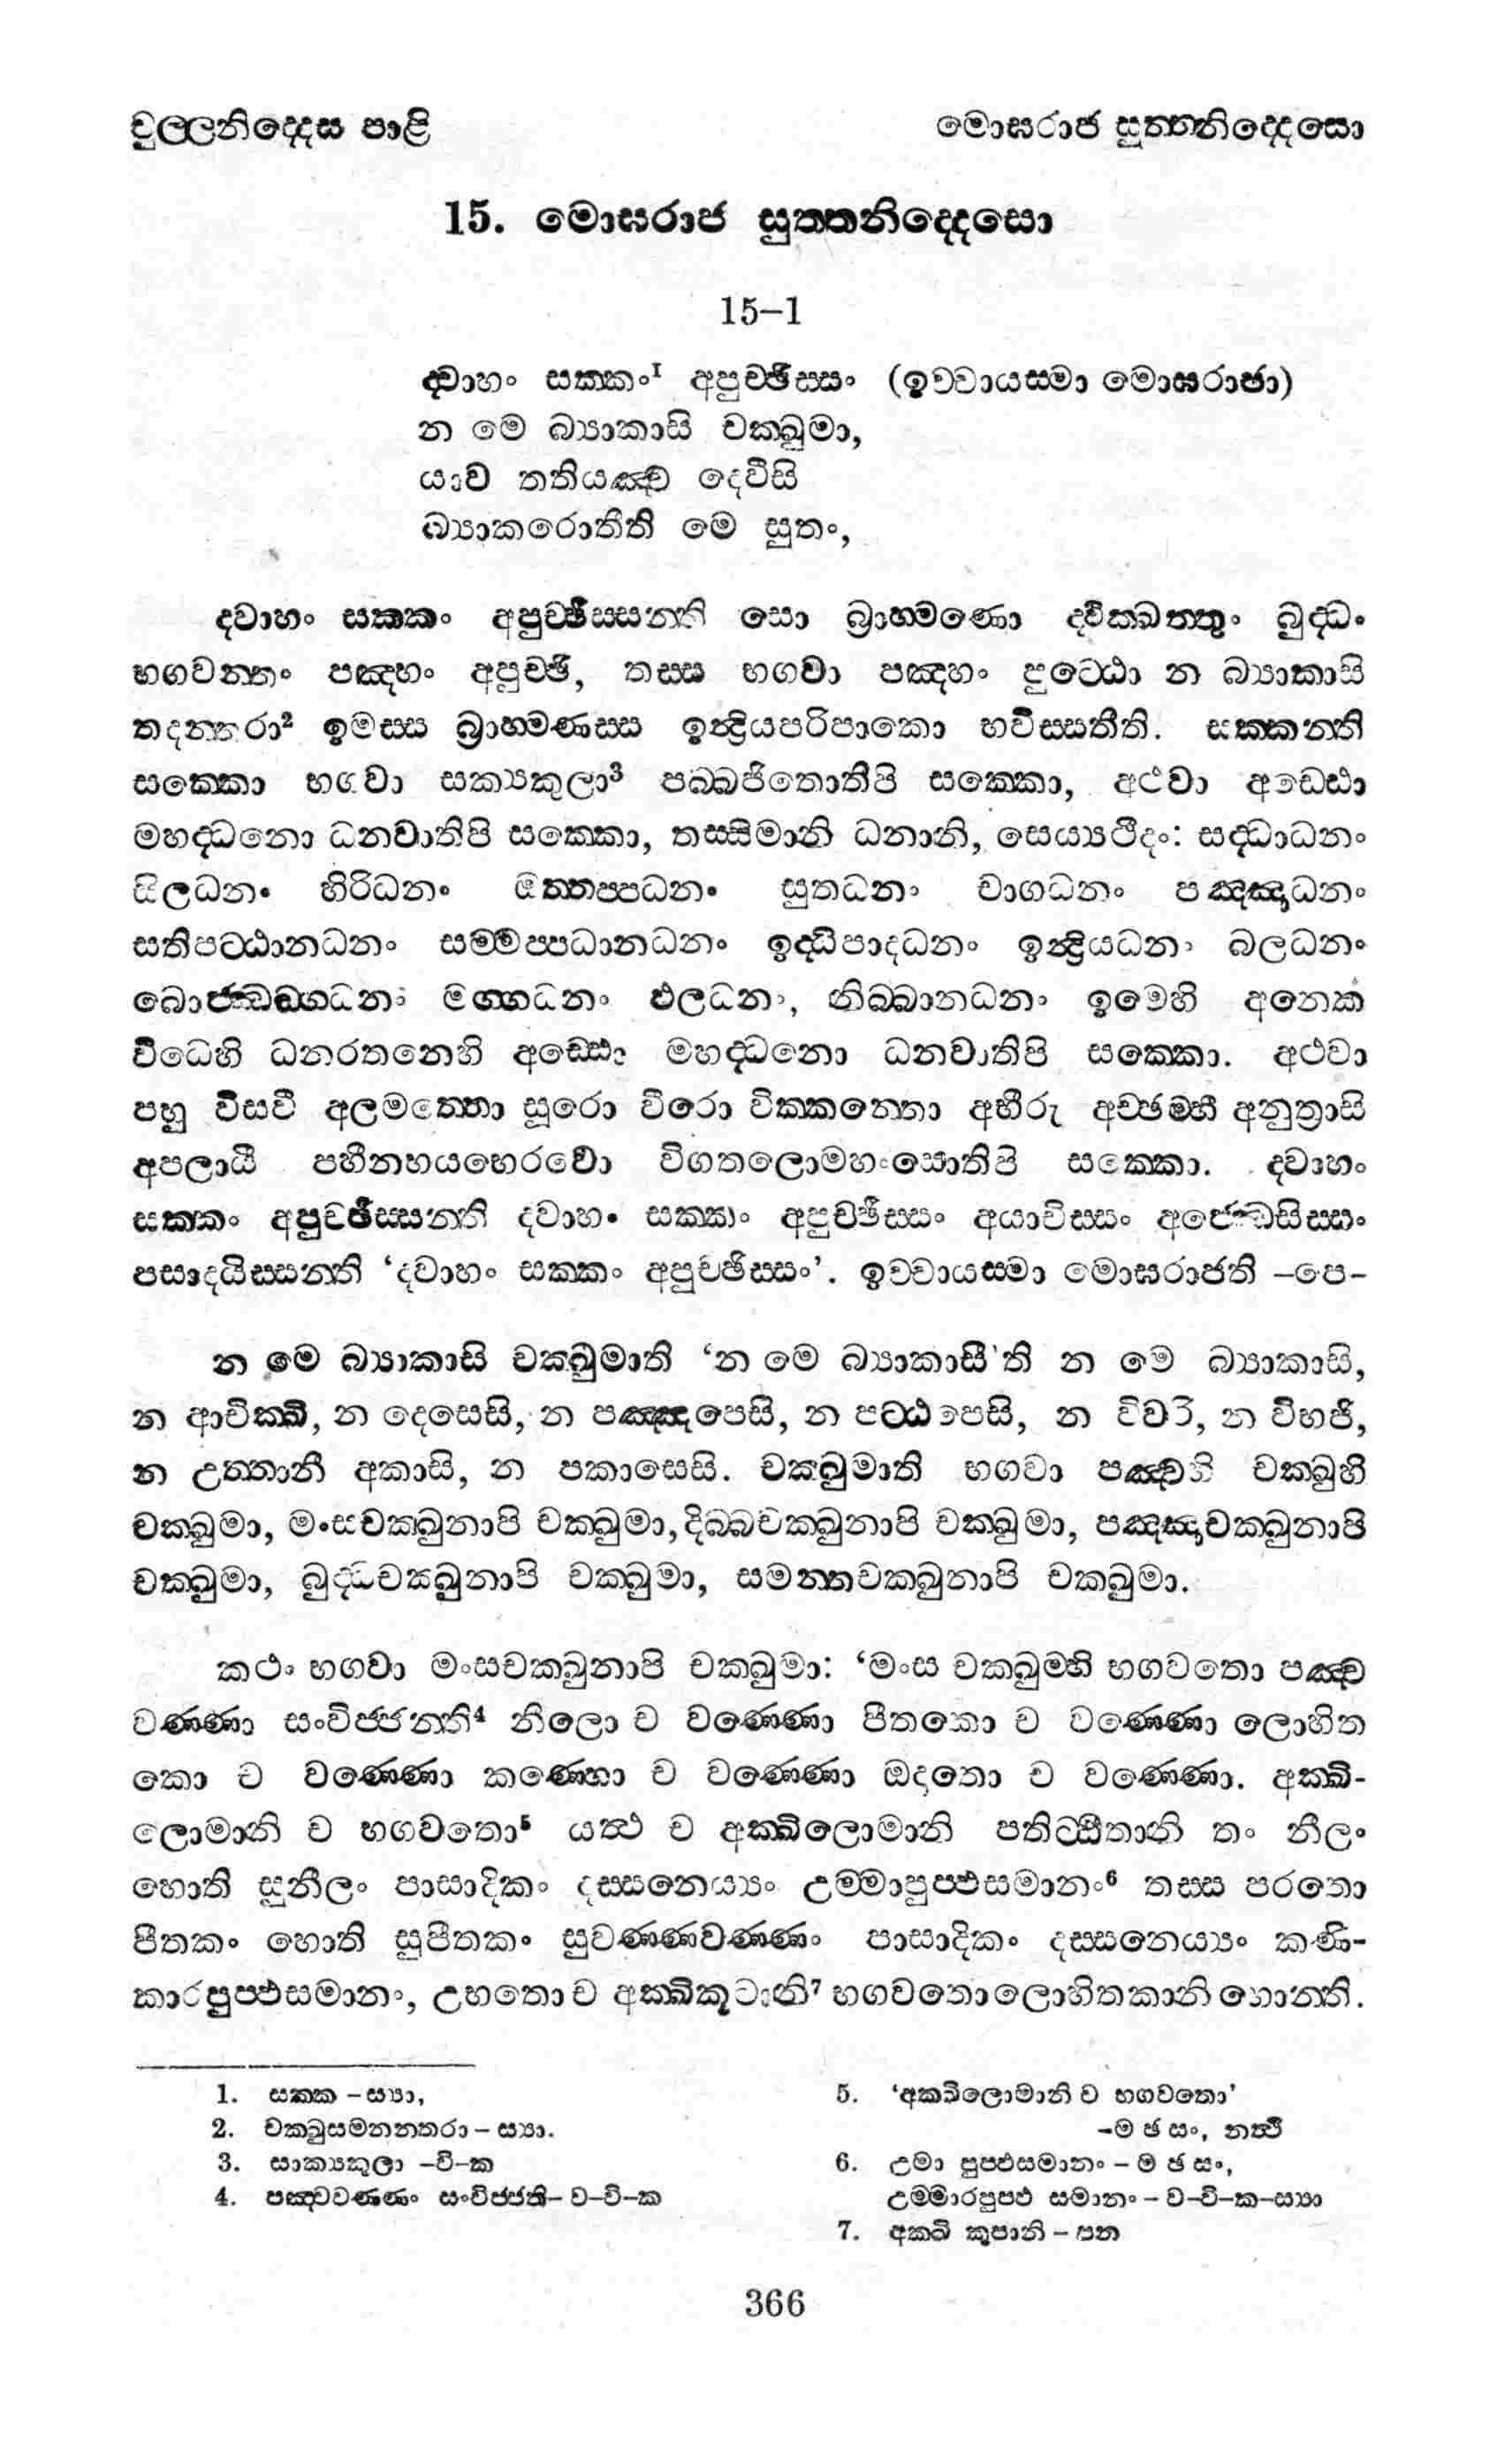 චුල්ලනිද්දෙස පාළි
මොඝරාජ සුත්තනිද්දෙසො
15. මොඝරාජ සුත්තනිද්දෙසො
15–1
ද්වාහං සක්කං¹ අපුච්ඡිස්සං (ඉච්චායස්මා මොඝරාජා)
න මෙ බ්‍යාකාසි චක්ඛුමා,
යාව තතියඤ්ච දෙවීසි
බ්‍යාකරොතීති මෙ සුතං,
ද්වාහං සක්කං අපුච්ඡිස්සන්ති සො බ්‍රාහ්මණො ද්වික්ඛත්තුං බුද්ධං
භගවන්තං පඤ්හං අපුච්ඡි, තස්ස භගවා පඤ්හං පුට්ඨො න බ්‍යාකාසි
තදන්තරා² ඉමස්ස බ්‍රාහ්මණස්ස ඉන්ද්‍රියපරිපාකො භවිස්සතීති. සක්කන්ති
සක්කො භගවා සක්‍යකුලා³ පබ්බජිතොතිපි සක්කො, අථවා අඩ්ඪො
මහද්ධනො ධනවාතිපි සක්කො, තස්සිමානි ධනානි, සෙය්‍යථීදං: සද්ධාධනං
සීලධනං හිරිධනං ඔත්තප්පධනං සුතධනං චාගධනං පඤ්ඤාධනං
සතිපට්ඨානධනං සම්මප්පධානධනං ඉද්ධිපාදධනං ඉන්ද්‍රියධනං බලධනං
බොජ්ඣඞ්ගධනං මග්ගධනං ඵලධනං, නිබ්බානධනං ඉමෙහි අනෙක
විධෙහි ධනරතනෙහි අඩ්ඪො මහද්ධනො ධනවාතිපි සක්කො. අථවා
පහු විසවී අලමත්තො සූරො වීරො වික්කන්තො අභීරු අච්ඡම්භී අනුත්‍රාසි
අපලායී පහීනභයභෙරවො විගතලොමහංසොතිපි සක්කො. ද්වාහං
සක්කං අපුච්ඡිස්සන්ති ද්වාහං සක්කං අපුච්ඡිස්සං අයාචිස්සං අජ්ඣෙසිස්සං
පසාදයිස්සන්ති ‘ද්වාහං සක්කං අපුච්ඡිස්සං’. ඉච්චායස්මා මොඝරාජති –පෙ–
න මෙ බ්‍යාකාසි චක්ඛුමාති ‘න මෙ බ්‍යාකාසී’ති න මෙ බ්‍යාකාසි,
න ආචික්ඛි, න දෙසෙසි, න පඤ්ඤපෙසි, න පට්ඨපෙසි, න විවරි, න විභජි,
න උත්තානී අකාසි, න පකාසෙසි. චක්ඛුමාති භගවා පඤ්චහි චක්ඛුහි
චක්ඛුමා, මංසචක්ඛුනාපි චක්ඛුමා, දිබ්බචක්ඛුනාපි චක්ඛුමා, පඤ්ඤාචක්ඛුනාපි
චක්ඛුමා, බුද්ධචක්ඛුනාපි චක්ඛුමා, සමන්තචක්ඛුනාපි චක්ඛුමා.
කථං භගවා මංසචක්ඛුනාපි චක්ඛුමා: ‘මංස චක්ඛුම්හි භගවතො පඤ්ච
වණ්ණා සංවිජ්ජන්ති⁴ නීලො ච වණ්ණො පීතකො ච වණ්ණො ලොහිත
කො ච වණ්ණො කණ්හො ච වණ්ණො ඔදාතො ච වණ්ණො. අක්ඛි-
ලොමානි ච භගවතො⁵ යත්ථ ච අක්ඛිලොමානි පතිට්ඨිතානි තං නීලං
හොති සුනීලං පාසාදිකං දස්සනෙය්‍යං උම්මාපුප්ඵසමානං⁶ තස්ස පරතො
පීතකං හොති සුපීතකං සුවණ්ණවණ්ණං පාසාදිකං දස්සනෙය්‍යං කණි-
කාරපුප්ඵසමානං, උභතො ච අක්ඛිකූටානි⁷ භගවතො ලොහිතකානි හොන්ති.
1. සක්ක – ස්‍යා,
2. චක්ඛුසමනන්තරා – ස්‍යා.
3. සාක්‍යකුලා –වි–ක
4. පඤ්චවණ්ණං සංවිජ්ජති– ව–වි–ක
5. ‘අක්ඛිලොමානි ච භගවතො’
–ම ඡ සං, නත්ථි
6. උමා පුප්ඵසමානං – ම ඡ සං,
උම්මාරපුප්ඵ සමානං – ව–වි–ක–ස්‍යා
7. අක්ඛි කූපානි – පන
366